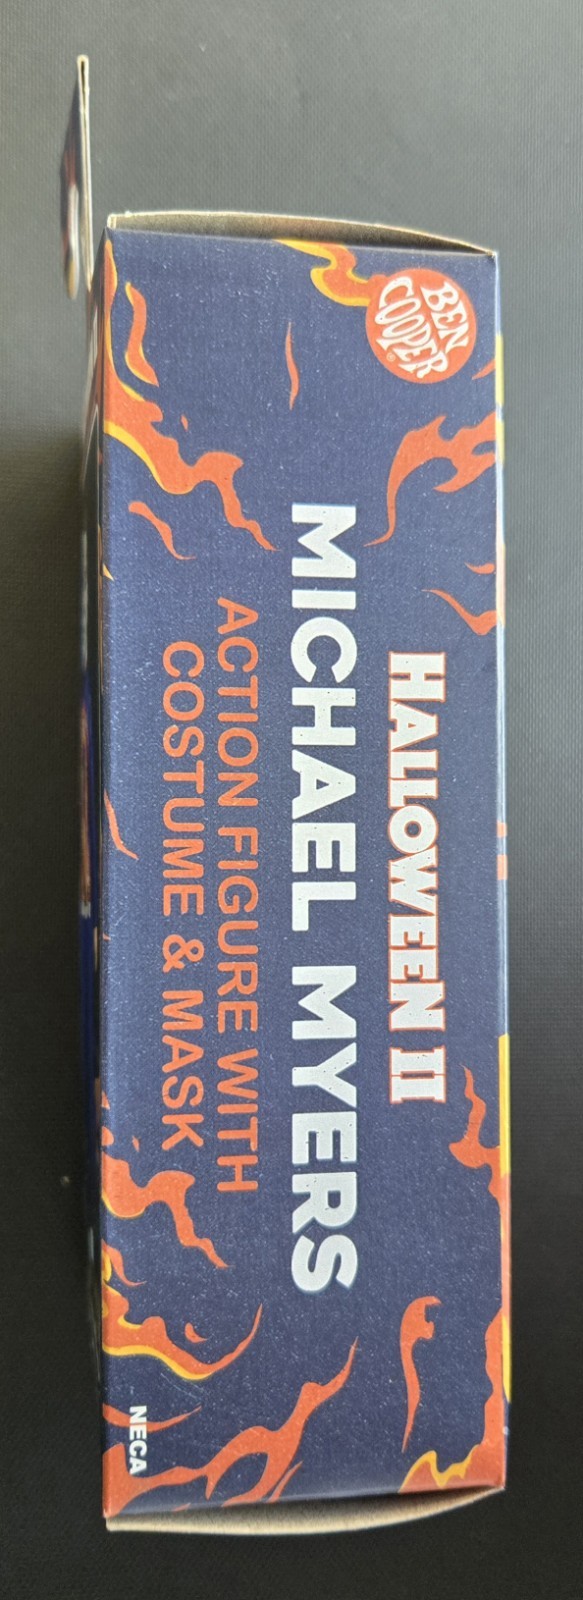 BEN
COOPER
HALLOWEEN II
MICHAEL MYERS
ACTION FIGURE WITH
COSTUME & MASK
NECA